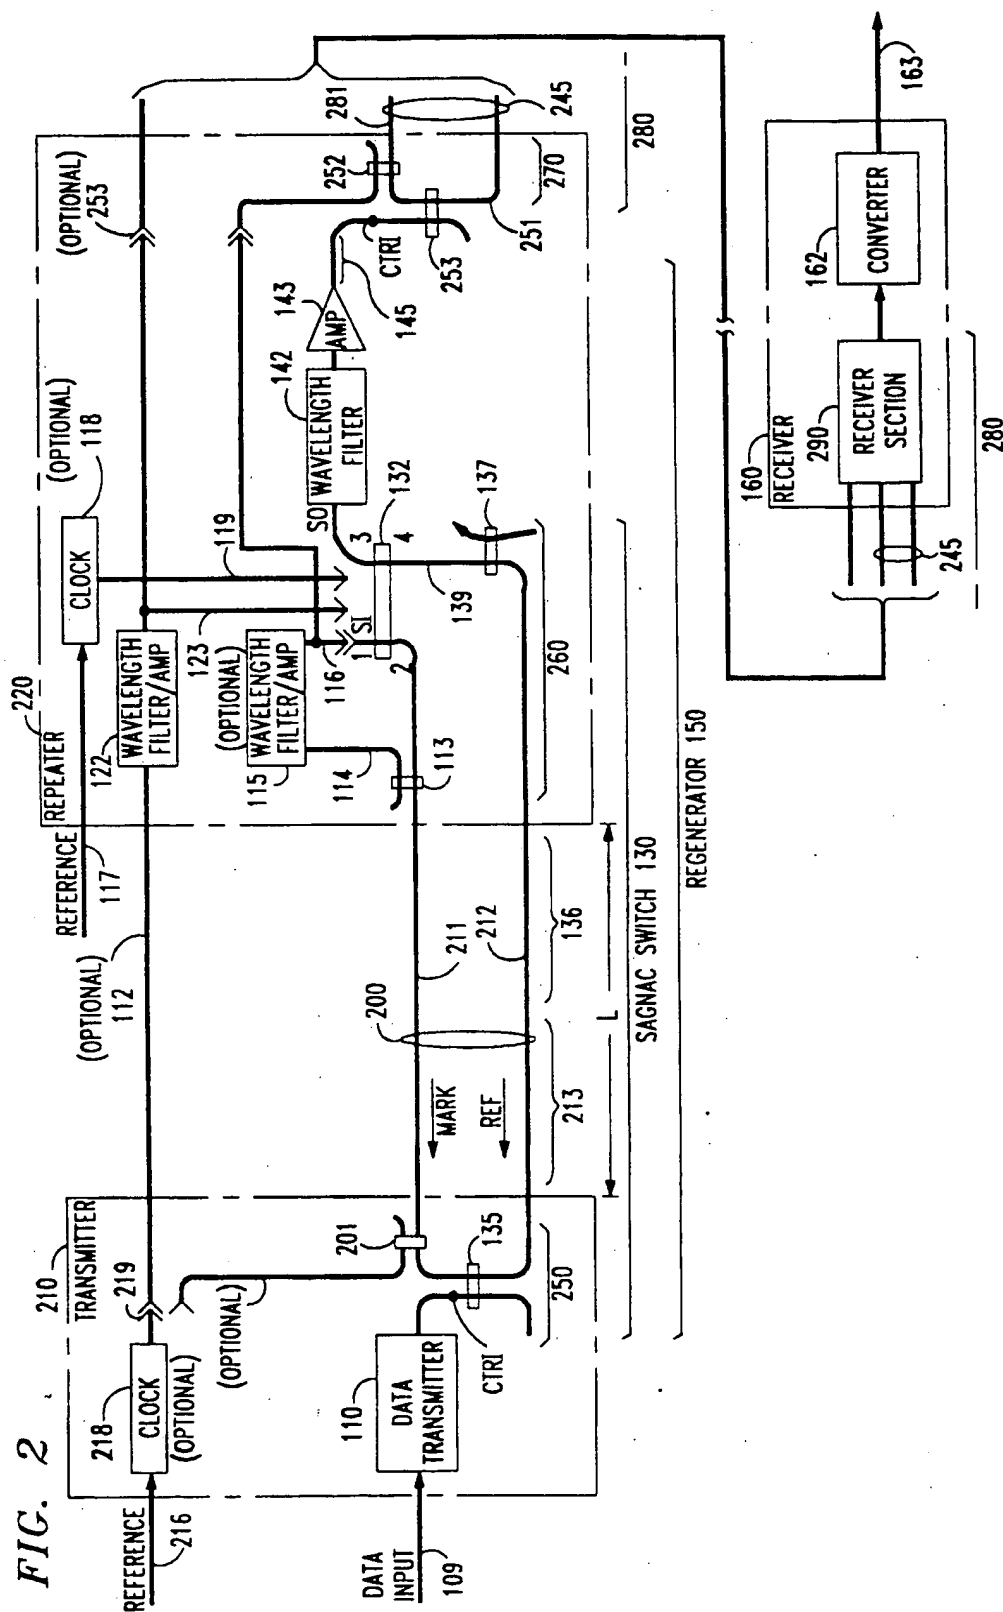 FIG. 2
REFERENCE
216
DATA
INPUT
109
210
TRANSMITTER
218
CLOCK
(OPTIONAL)
219
(OPTIONAL)
110
DATA
TRANSMITTER
CTRI
201
135
250
(OPTIONAL)
112
REFERENCE
117
MARK
REF
200
211
212
213
136
L
220
REPEATER
122
WAVELENGTH
FILTER/AMP
(OPTIONAL)
WAVELENGTH
FILTER/AMP
115
114
113
116
123
119
CLOCK
(OPTIONAL)
118
SI
1
2
3
4
SO
132
139
137
260
WAVELENGTH
FILTER
142
AMP
143
145
CTRI
253
252
251
281
245
270
280
(OPTIONAL)
253
SAGNAC SWITCH 130
REGENERATOR 150
160
RECEIVER
290
RECEIVER
SECTION
245
162
CONVERTER
163
280